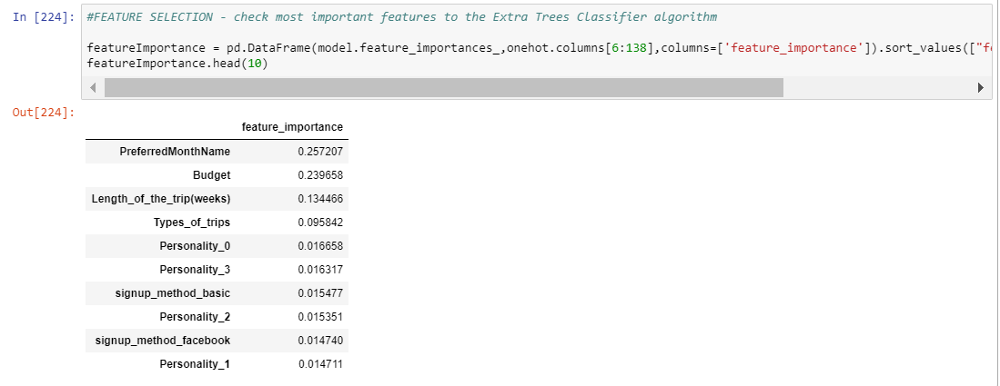 In [224]: #FEATURE SELECTION - check most important features to the Extra Trees Classifier algorithm
featureImportance = pd.DataFrame(model.feature_importances_,onehot.columns[6:138],columns=['feature_importance']).sort_values(["f
featureImportance.head(10)
Out[224]:
feature_importance
PreferredMonthName 0.257207
Budget 0.239658
Length_of_the_trip(weeks) 0.134466
Types_of_trips 0.095842
Personality_0 0.016658
Personality_3 0.016317
signup_method_basic 0.015477
Personality_2 0.015351
signup_method_facebook 0.014740
Personality_1 0.014711